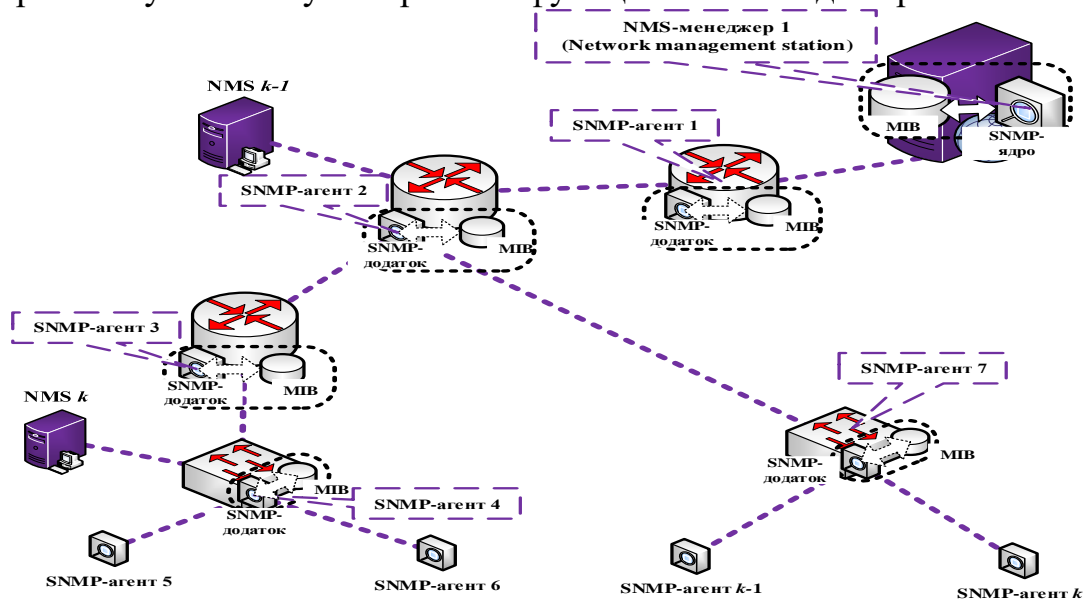 NMS-менеджер 1
(Network management station)
NMS k-1
SNMP-агент 1
MIB
SNMP-
ядро
SNMP-агент 2
SNMP-
додаток
MIB
SNMP-
додаток
MIB
SNMP-агент 3
SNMP-
додаток
MIB
SNMP-агент 7
NMS k
SNMP-
додаток
MIB
MIB
SNMP-агент 4
SNMP-
додаток
SNMP-агент 5
SNMP-агент 6
SNMP-агент k-1
SNMP-агент k